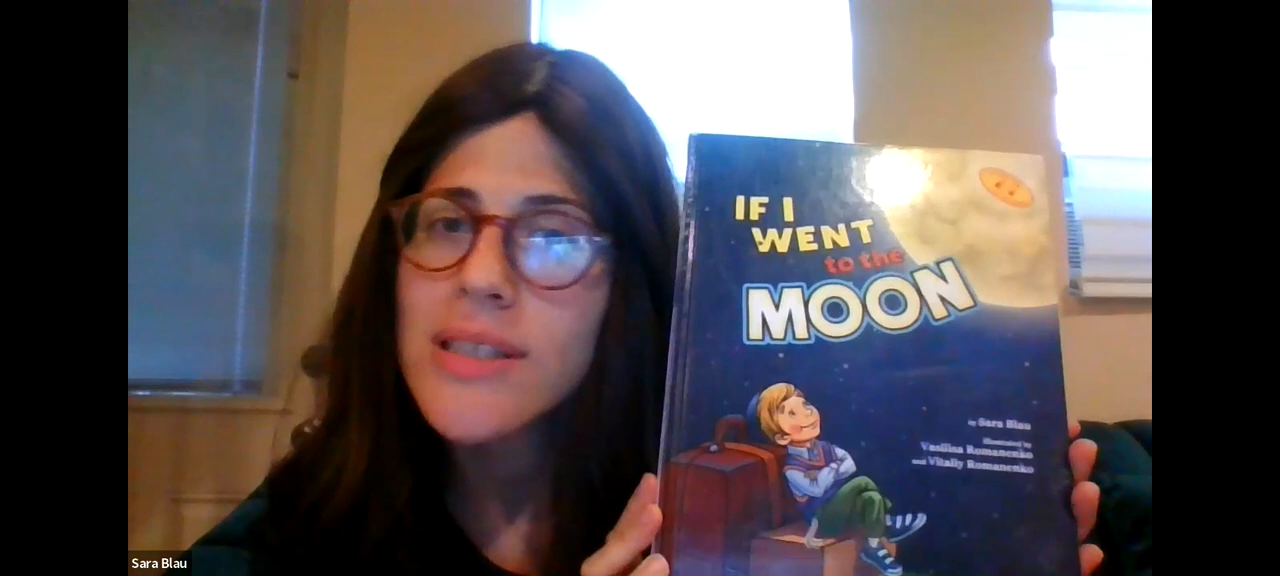 IF I
WENT
to the
MOON
by Sara Blau
illustrated by
Vasilisa Romanenko
and Vitaliy Romanenko
Sara Blau